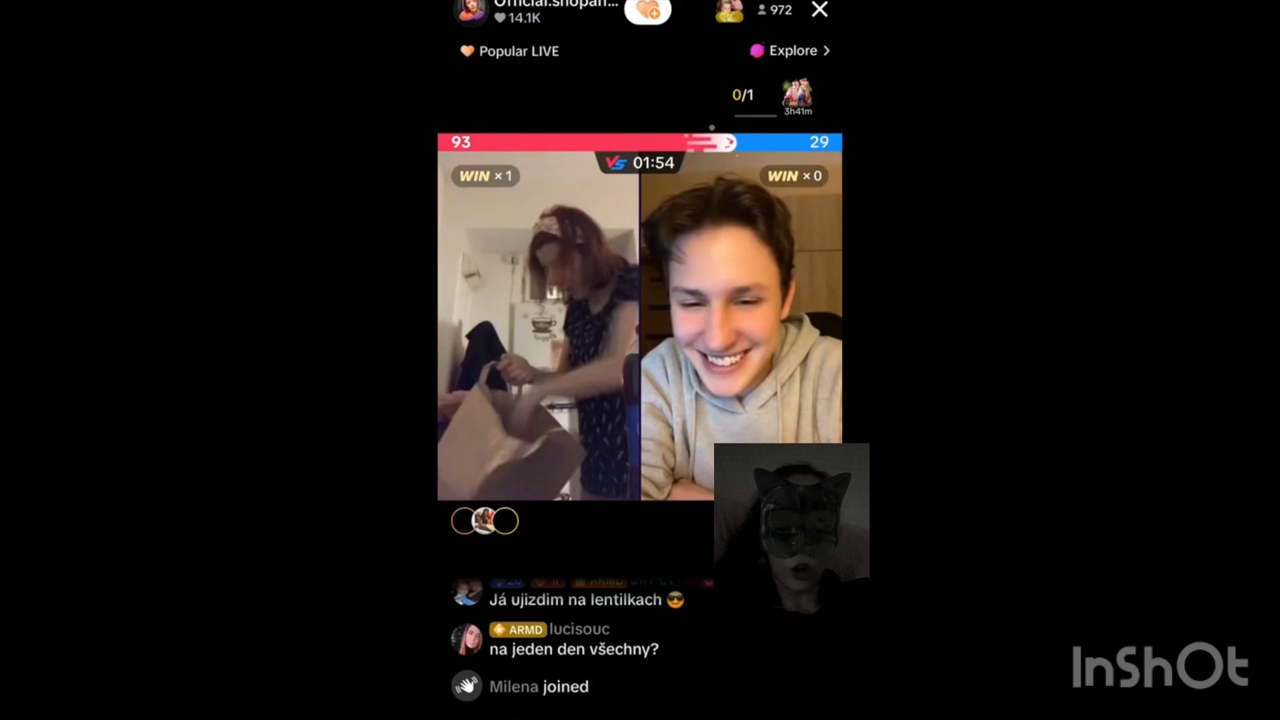 Official.shopan...
14.1K
972
Popular LIVE
Explore
0/1
3h41m
93
29
VS 01:54
WIN × 1
WIN × 0
Já ujizdim na lentilkach 😎
ARMD lucisouc
na jeden den všechny?
Milena joined
InShOt